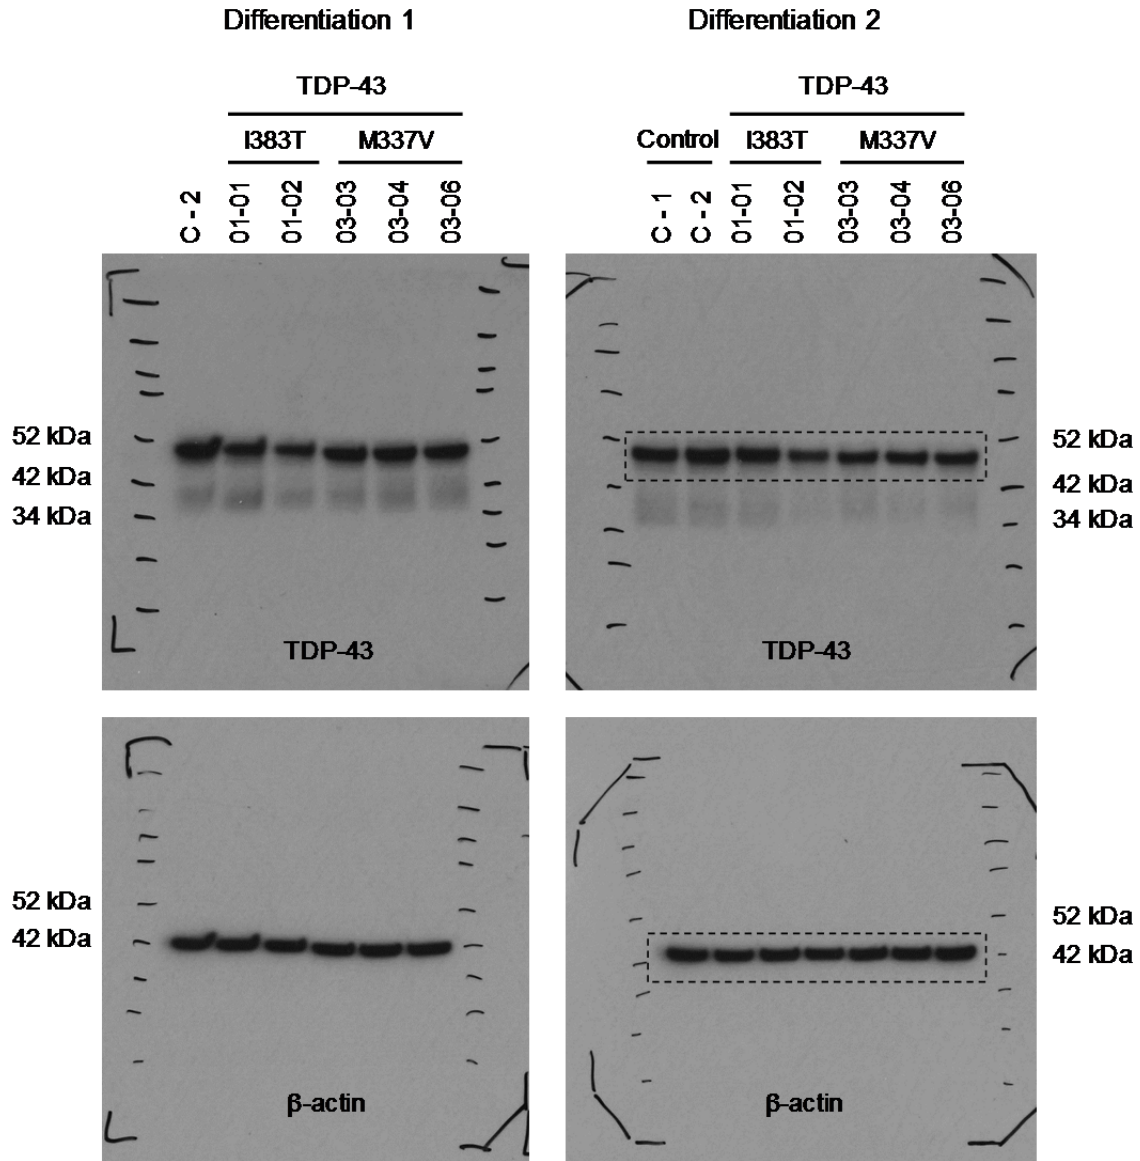 Differentiation 1
Differentiation 2
TDP-43
TDP-43
I383T
M337V
Control
I383T
M337V
C - 2
01-01
01-02
03-03
03-04
03-06
C - 1
C - 2
01-01
01-02
03-03
03-04
03-06
52 kDa
42 kDa
34 kDa
52 kDa
42 kDa
34 kDa
TDP-43
TDP-43
52 kDa
42 kDa
52 kDa
42 kDa
β-actin
β-actin